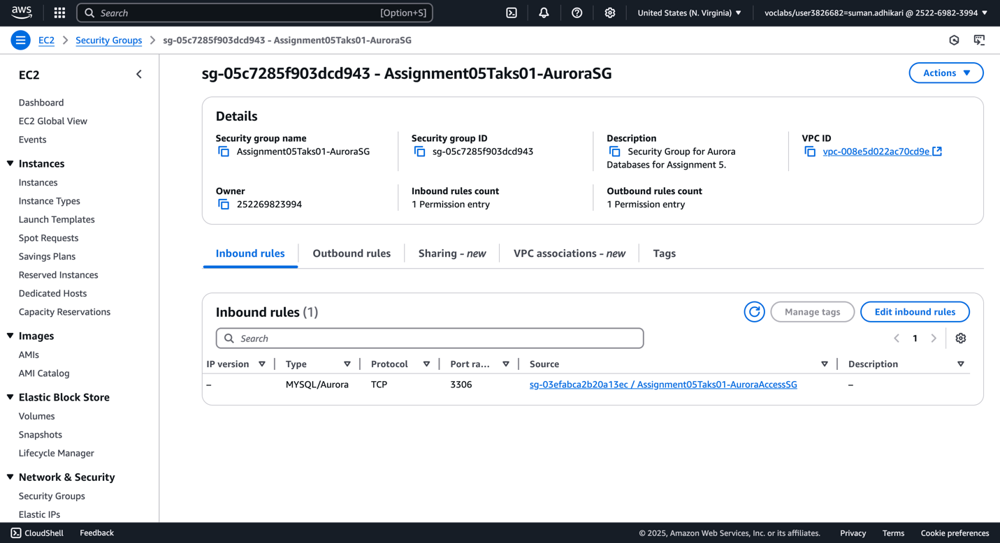 aws
Search [Option+S]
United States (N. Virginia) voclabs/user3826682=suman.adhikari @ 2522-6982-3994
EC2 Security Groups sg-05c7285f903dcd943 - Assignment05Taks01-AuroraSG
EC2
Dashboard
EC2 Global View
Events
Instances
Instances
Instance Types
Launch Templates
Spot Requests
Savings Plans
Reserved Instances
Dedicated Hosts
Capacity Reservations
Images
AMIs
AMI Catalog
Elastic Block Store
Volumes
Snapshots
Lifecycle Manager
Network & Security
Security Groups
Elastic IPs
sg-05c7285f903dcd943 - Assignment05Taks01-AuroraSG
Actions
Details
Security group name
Assignment05Taks01-AuroraSG
Security group ID
sg-05c7285f903dcd943
Description
Security Group for Aurora
Databases for Assignment 5.
VPC ID
vpc-008e5d022ac70cd9e
Owner
252269823994
Inbound rules count
1 Permission entry
Outbound rules count
1 Permission entry
Inbound rules Outbound rules Sharing - new VPC associations - new Tags
Inbound rules (1)
Manage tags Edit inbound rules
Search
1
IP version Type Protocol Port ra... Source Description
– MYSQL/Aurora TCP 3306 sg-03efabca2b20a13ec / Assignment05Taks01-AuroraAccessSG –
CloudShell Feedback © 2025, Amazon Web Services, Inc. or its affiliates. Privacy Terms Cookie preferences